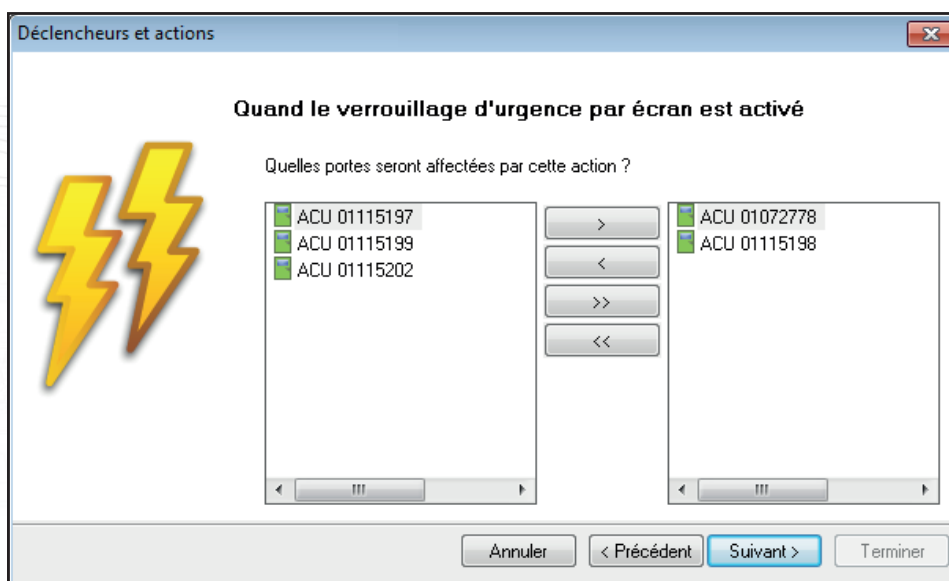 Déclencheurs et actions
Quand le verrouillage d'urgence par écran est activé
Quelles portes seront affectées par cette action ?
ACU 01115197
ACU 01115199
ACU 01115202
>
<
>>
<<
ACU 01072778
ACU 01115198
Annuler
< Précédent
Suivant >
Terminer